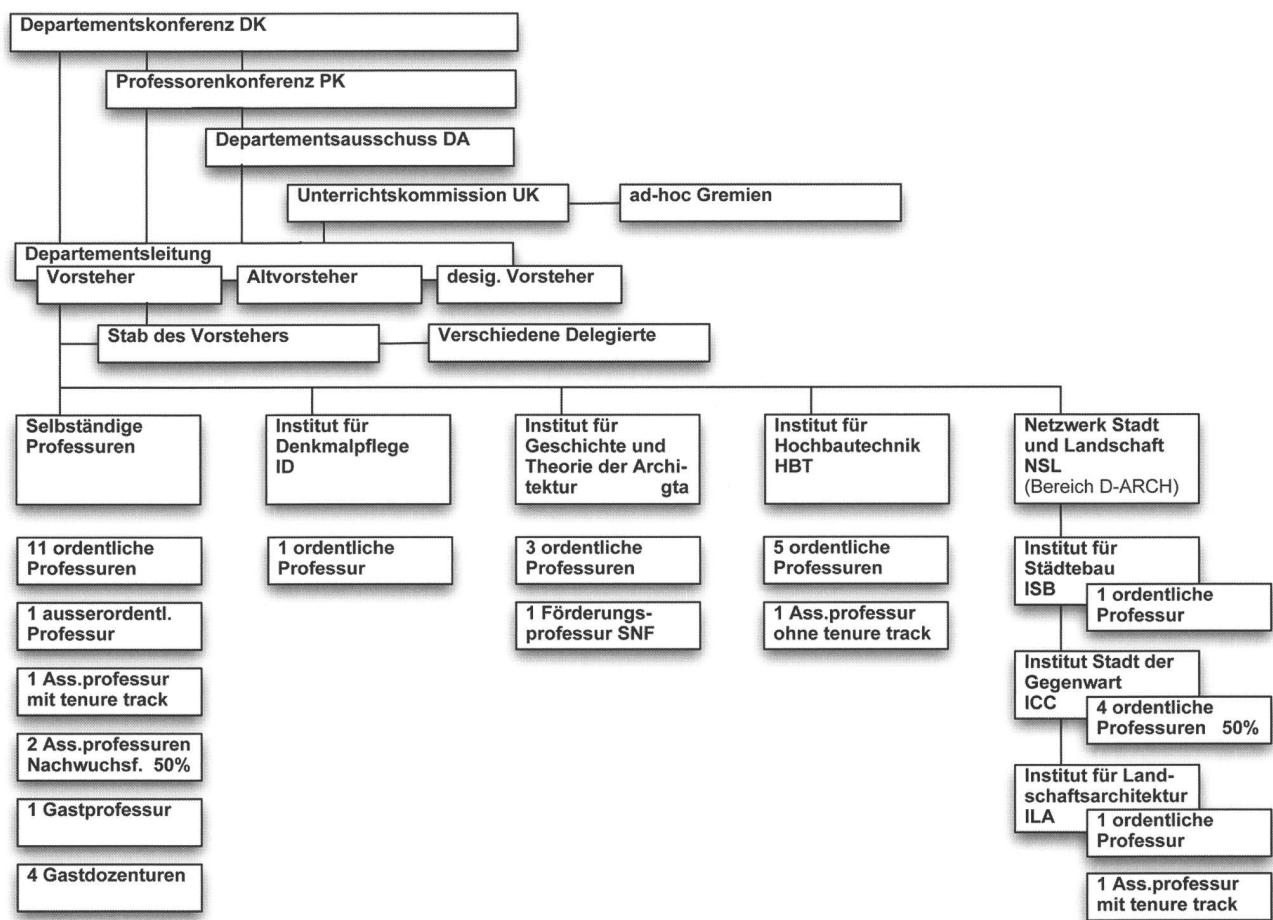 Departementskonferenz DK
Professorenkonferenz PK
Departementsausschuss DA
Unterrichtskommission UK
ad-hoc Gremien
Departementsleitung
Vorsteher
Altvorsteher
desig. Vorsteher
Stab des Vorstehers
Verschiedene Delegierte
Selbständige
Professuren
11 ordentliche
Professuren
1 ausserordentl.
Professur
1 Ass.professur
mit tenure track
2 Ass.professuren
Nachwuchsf. 50%
1 Gastprofessur
4 Gastdozenturen
Institut für
Denkmalpflege
ID
1 ordentliche
Professur
Institut für
Geschichte und
Theorie der Archi-
tektur gta
3 ordentliche
Professuren
1 Förderungs-
professur SNF
Institut für
Hochbautechnik
HBT
5 ordentliche
Professuren
1 Ass.professur
ohne tenure track
Netzwerk Stadt
und Landschaft
NSL
(Bereich D-ARCH)
Institut für
Städtebau
ISB
1 ordentliche
Professur
Institut Stadt der
Gegenwart
ICC
4 ordentliche
Professuren 50%
Institut für Land-
schaftsarchitektur
ILA
1 ordentliche
Professur
1 Ass.professur
mit tenure track